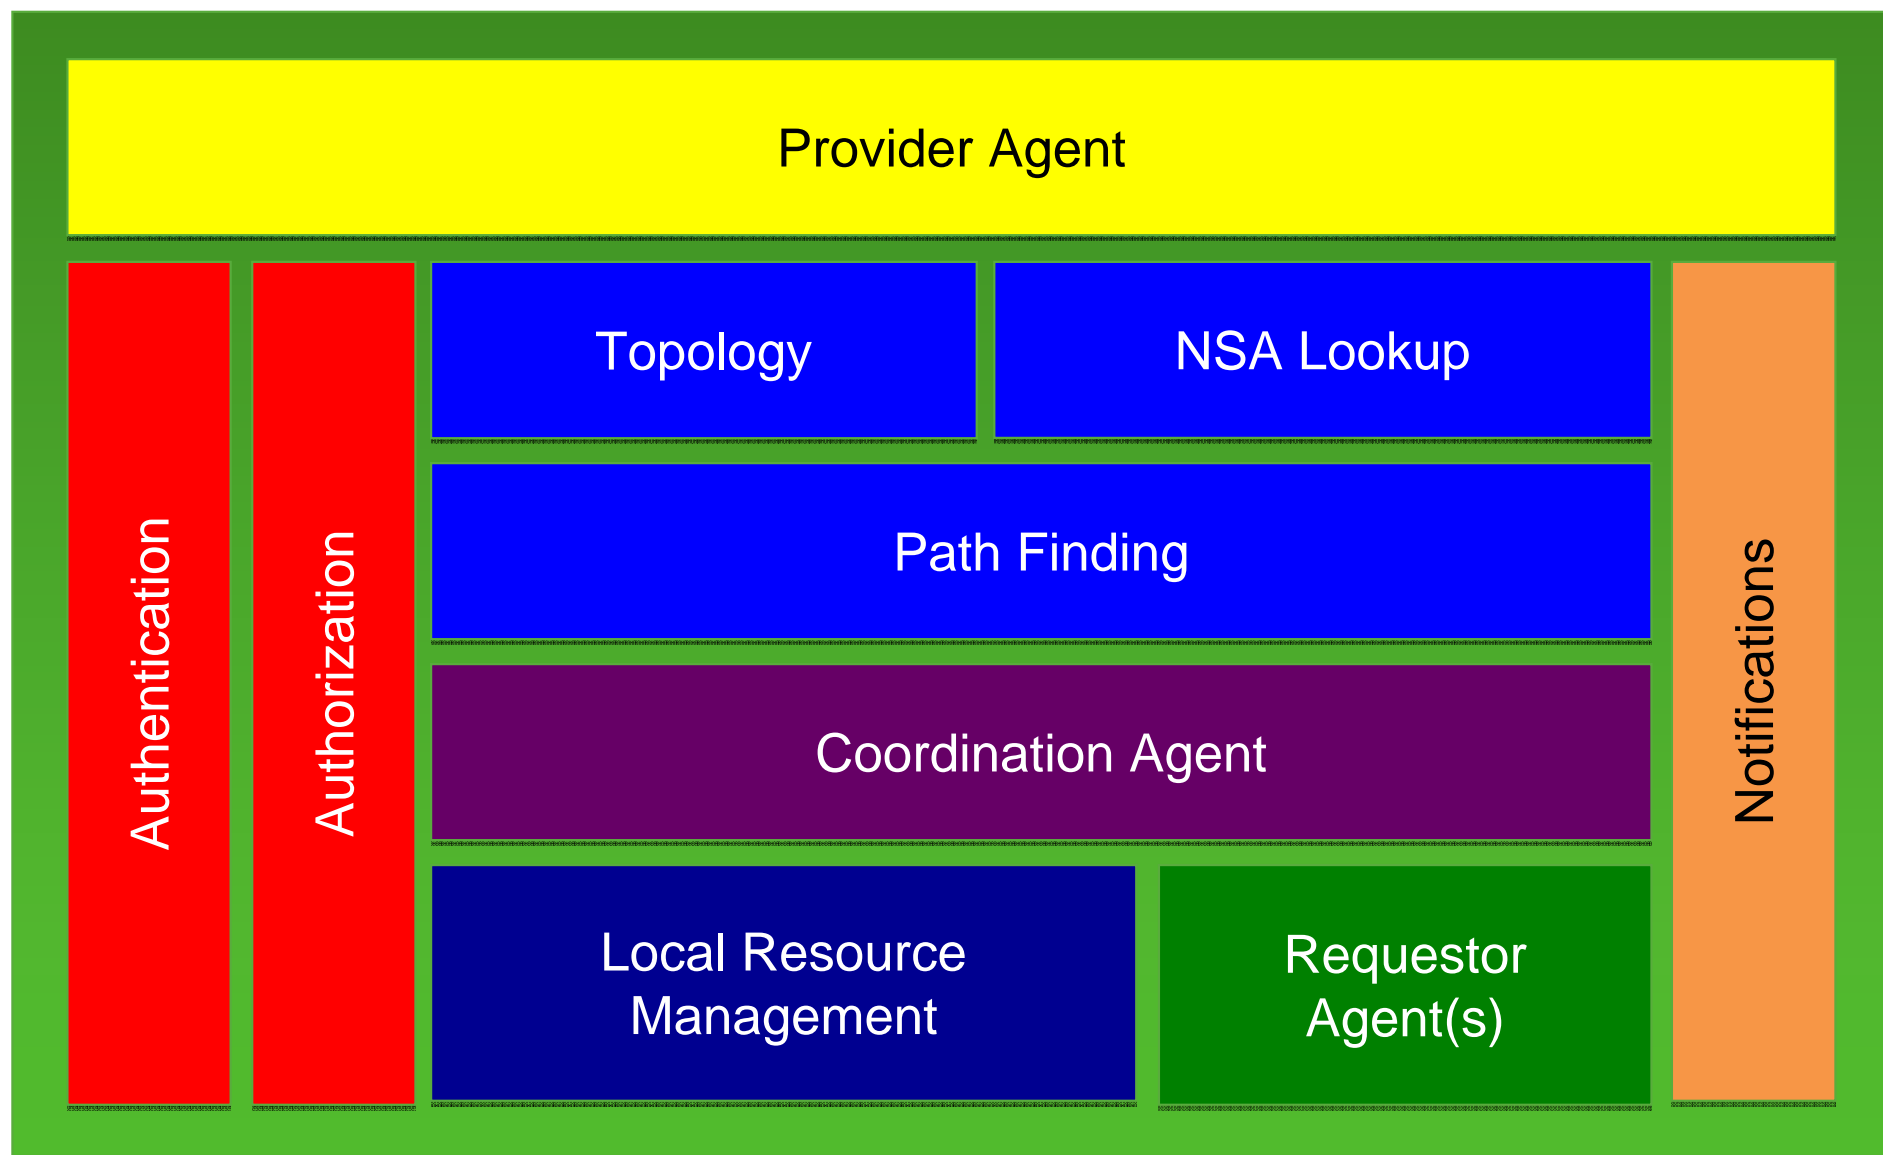 Provider Agent
Authentication
Authorization
Topology
NSA Lookup
Path Finding
Coordination Agent
Local Resource
Management
Requestor
Agent(s)
Notifications